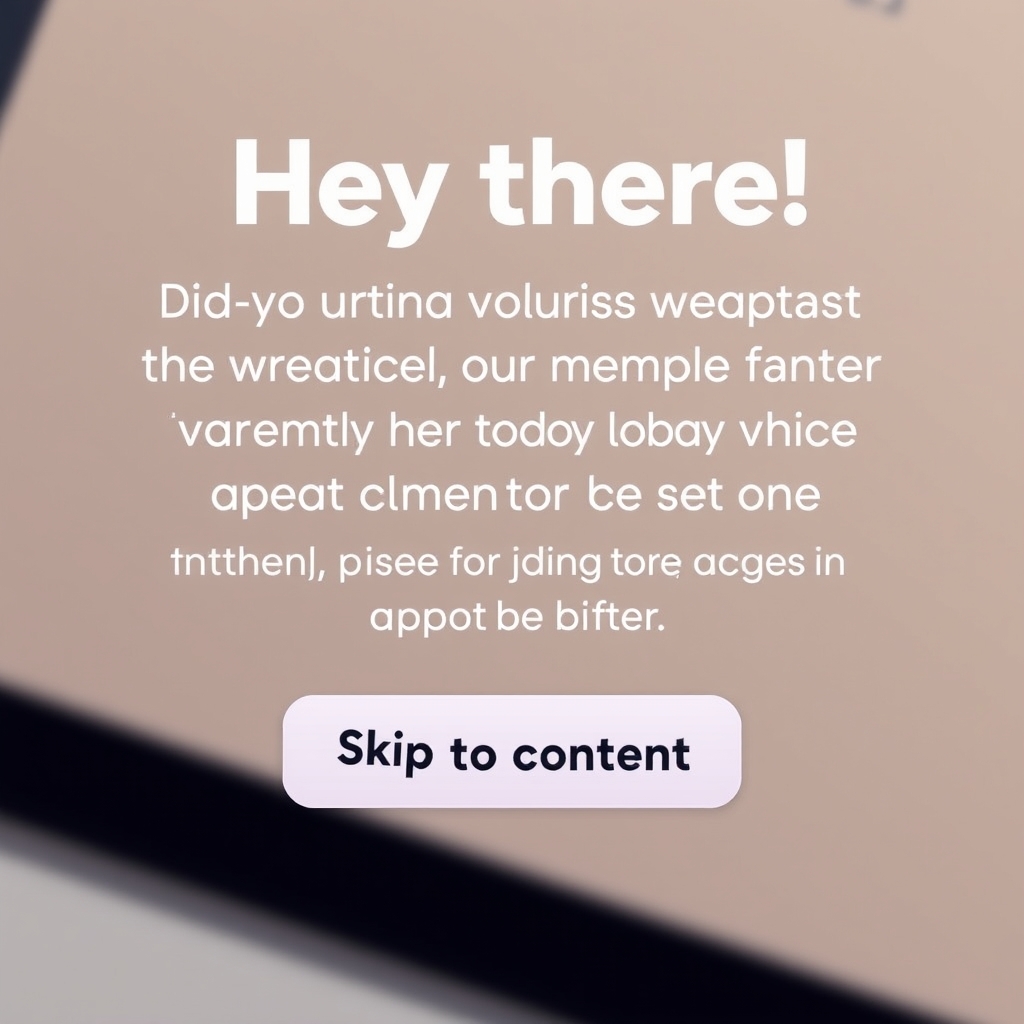 Hey there!
Did-yo urtina voluriss weaptast
the wreaticel, our memple fanter
varemtly her todoy lobay vhice
apeat clmentor be set one
pisee for jding tore acges in
appot be bifter.
Skip to content